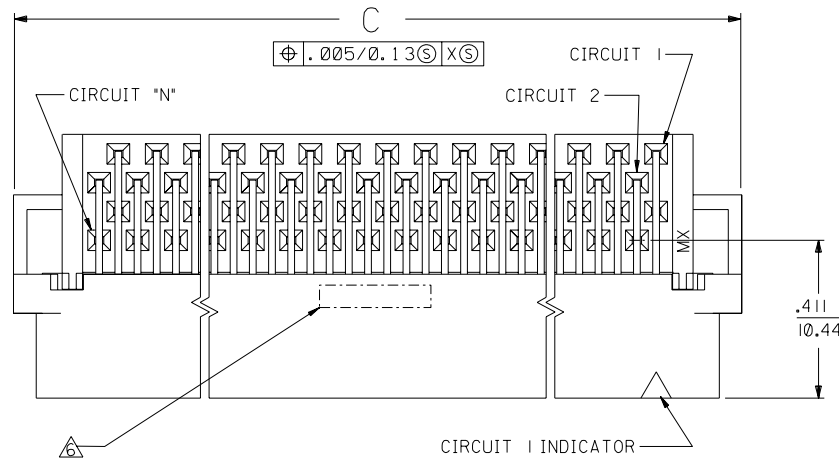 C
⌖ .005/0.13Ⓢ XⓈ
CIRCUIT 1
CIRCUIT "N"
CIRCUIT 2
MX
.411
10.44
6
CIRCUIT 1 INDICATOR